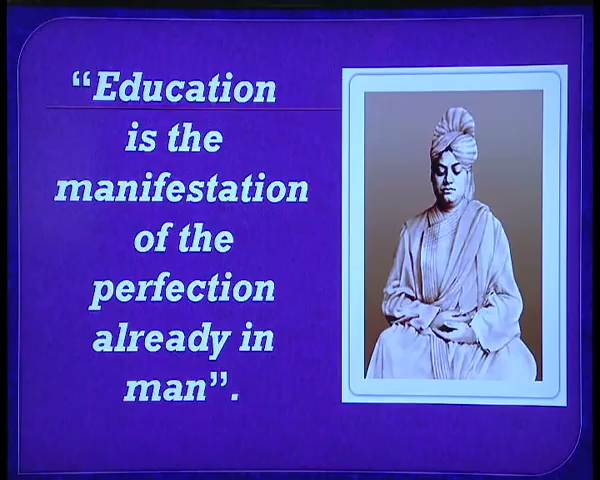 “Education
is the
manifestation
of the
perfection
already in
man”.